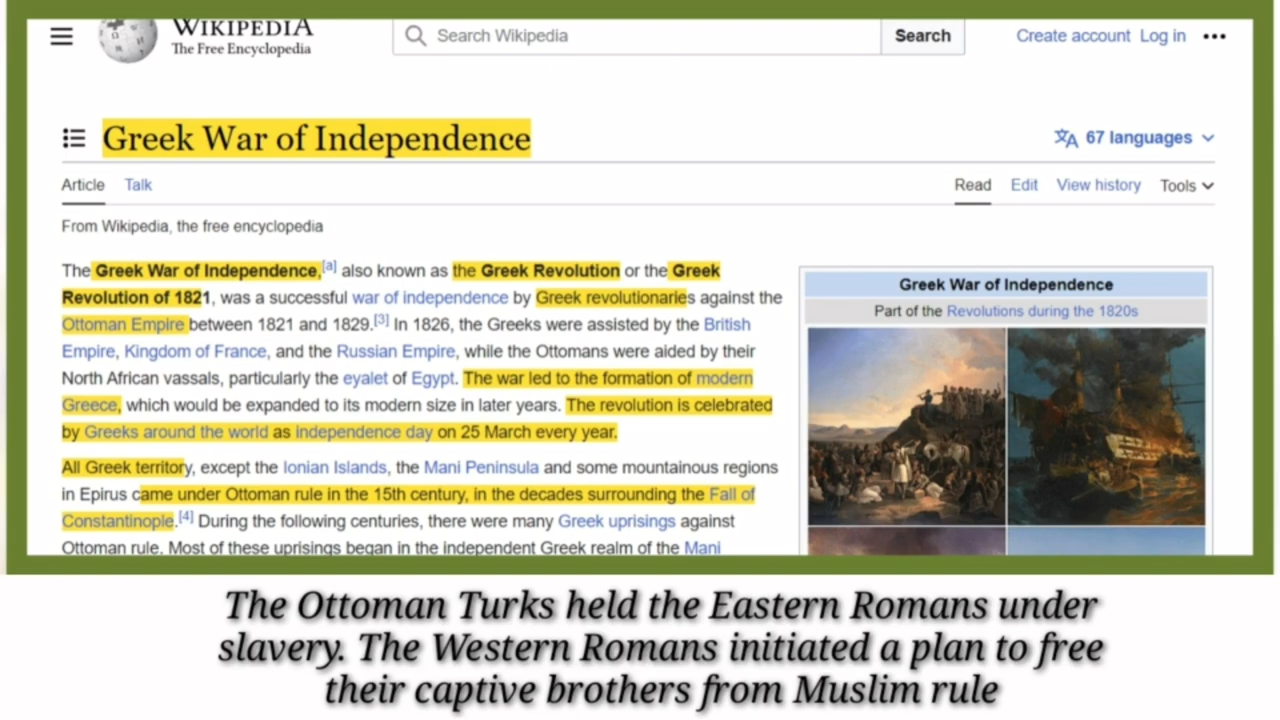 WIKIPEDIA
The Free Encyclopedia
Search Wikipedia
Search
Create account Log in
Greek War of Independence
67 languages
Article Talk
Read Edit View history Tools
From Wikipedia, the free encyclopedia
The Greek War of Independence,[a] also known as the Greek Revolution or the Greek
Revolution of 1821, was a successful war of independence by Greek revolutionaries against the
Ottoman Empire between 1821 and 1829.[3] In 1826, the Greeks were assisted by the British
Empire, Kingdom of France, and the Russian Empire, while the Ottomans were aided by their
North African vassals, particularly the eyalet of Egypt. The war led to the formation of modern
Greece, which would be expanded to its modern size in later years. The revolution is celebrated
by Greeks around the world as independence day on 25 March every year.
All Greek territory, except the Ionian Islands, the Mani Peninsula and some mountainous regions
in Epirus came under Ottoman rule in the 15th century, in the decades surrounding the Fall of
Constantinople.[4] During the following centuries, there were many Greek uprisings against
Ottoman rule. Most of these uprisings began in the independent Greek realm of the Mani
Greek War of Independence
Part of the Revolutions during the 1820s
The Ottoman Turks held the Eastern Romans under
slavery. The Western Romans initiated a plan to free
their captive brothers from Muslim rule